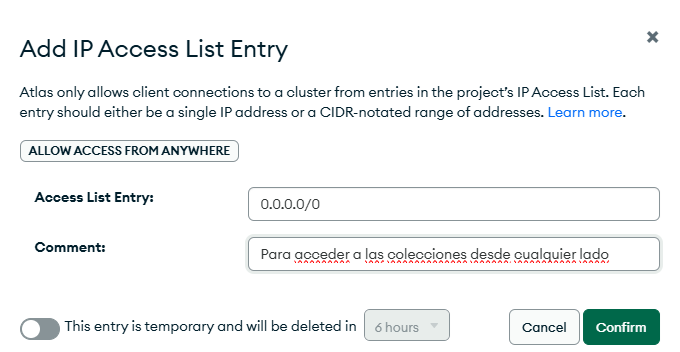 Add IP Access List Entry
Atlas only allows client connections to a cluster from entries in the project's IP Access List. Each
entry should either be a single IP address or a CIDR-notated range of addresses. Learn more.
ALLOW ACCESS FROM ANYWHERE
Access List Entry: 0.0.0.0/0
Comment: Para acceder a las colecciones desde cualquier lado
This entry is temporary and will be deleted in 6 hours Cancel Confirm